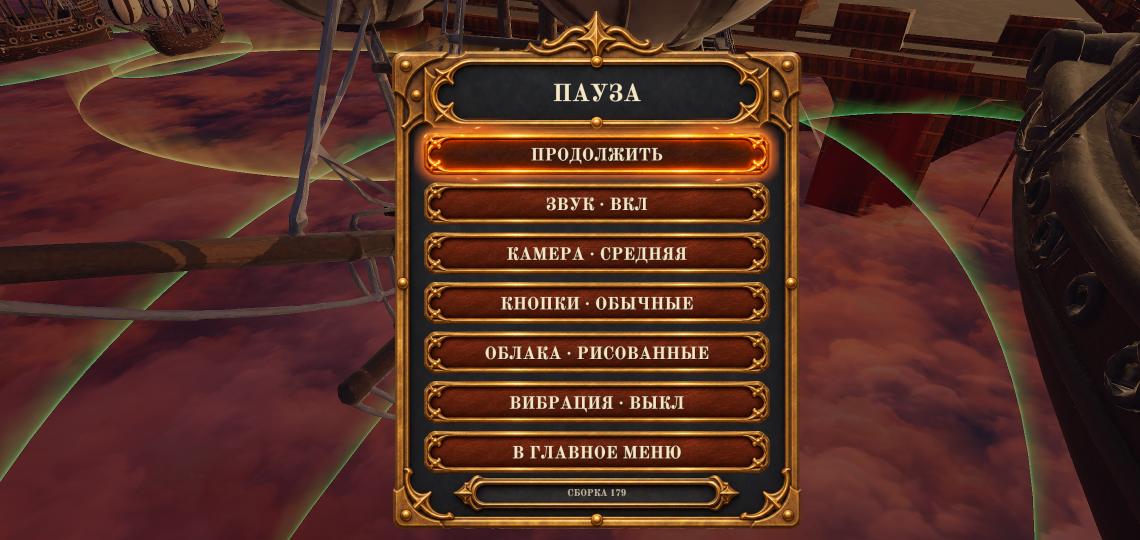 ПАУЗА
ПРОДОЛЖИТЬ
ЗВУК · ВКЛ
КАМЕРА · СРЕДНЯЯ
КНОПКИ · ОБЫЧНЫЕ
ОБЛАКА · РИСОВАННЫЕ
ВИБРАЦИЯ · ВЫКЛ
В ГЛАВНОЕ МЕНЮ
СБОРКА 179